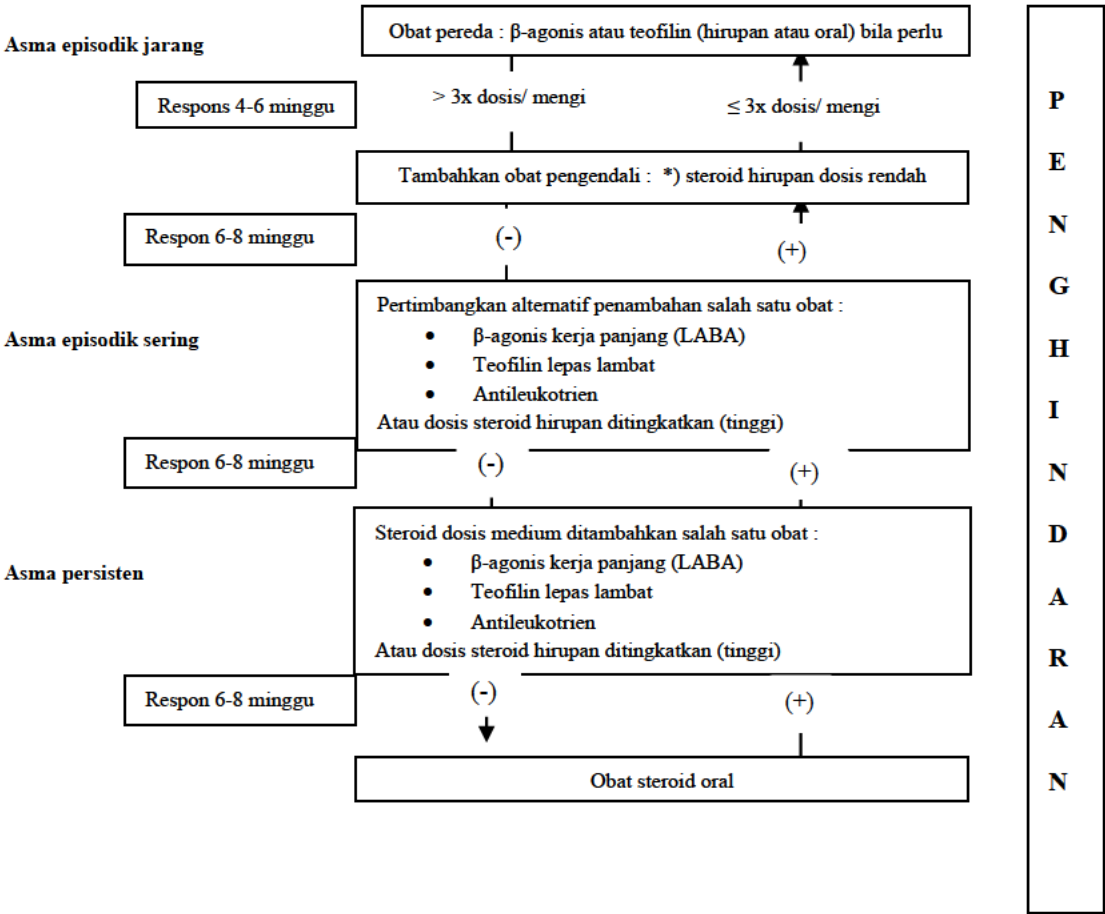 Obat pereda : β-agonis atau teofilin (hirupan atau oral) bila perlu
Asma episodik jarang
Respons 4-6 minggu
> 3x dosis/ mengi
≤ 3x dosis/ mengi
Tambahkan obat pengendali : *) steroid hirupan dosis rendah
Respon 6-8 minggu
(-)
(+)
Asma episodik sering
Pertimbangkan alternatif penambahan salah satu obat :
• β-agonis kerja panjang (LABA)
• Teofilin lepas lambat
• Antileukotrien
Atau dosis steroid hirupan ditingkatkan (tinggi)
Respon 6-8 minggu
(-)
(+)
Asma persisten
Steroid dosis medium ditambahkan salah satu obat :
• β-agonis kerja panjang (LABA)
• Teofilin lepas lambat
• Antileukotrien
Atau dosis steroid hirupan ditingkatkan (tinggi)
Respon 6-8 minggu
(-)
(+)
Obat steroid oral
P
E
N
G
H
I
N
D
A
R
A
N